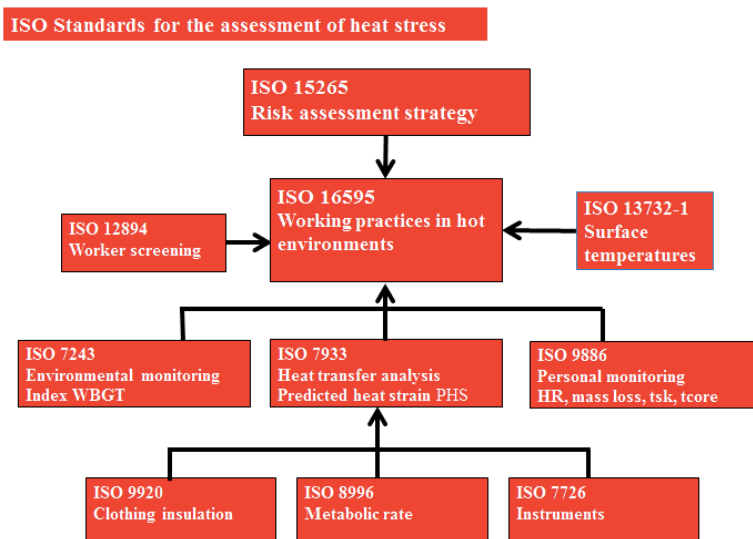 ISO Standards for the assessment of heat stress
ISO 15265
Risk assessment strategy
ISO 16595
Working practices in hot
environments
ISO 12894
Worker screening
ISO 13732-1
Surface
temperatures
ISO 7243
Environmental monitoring
Index WBGT
ISO 7933
Heat transfer analysis
Predicted heat strain PHS
ISO 9886
Personal monitoring
HR, mass loss, tsk, tcore
ISO 9920
Clothing insulation
ISO 8996
Metabolic rate
ISO 7726
Instruments